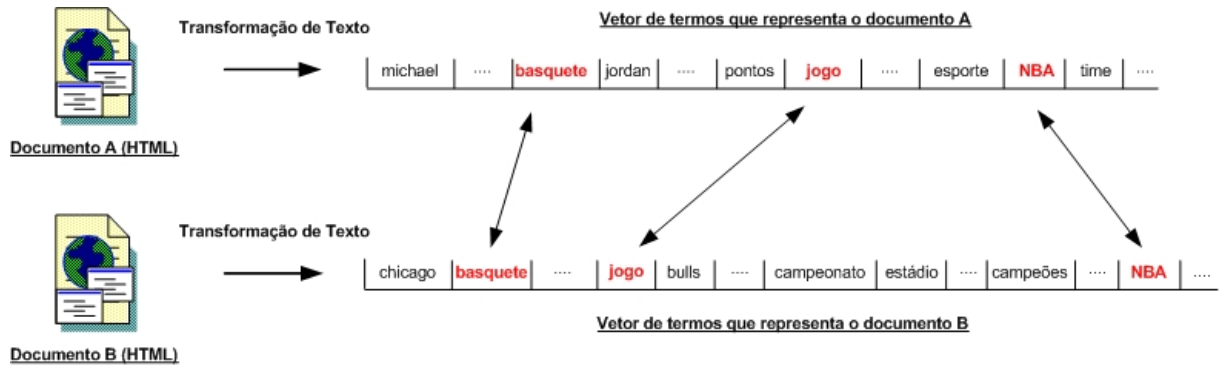 Transformação de Texto
Vetor de termos que representa o documento A
michael .... basquete jordan .... pontos jogo .... esporte NBA time ....
Documento A (HTML)
Transformação de Texto
chicago basquete .... jogo bulls .... campeonato estádio .... campeões .... NBA ....
Vetor de termos que representa o documento B
Documento B (HTML)